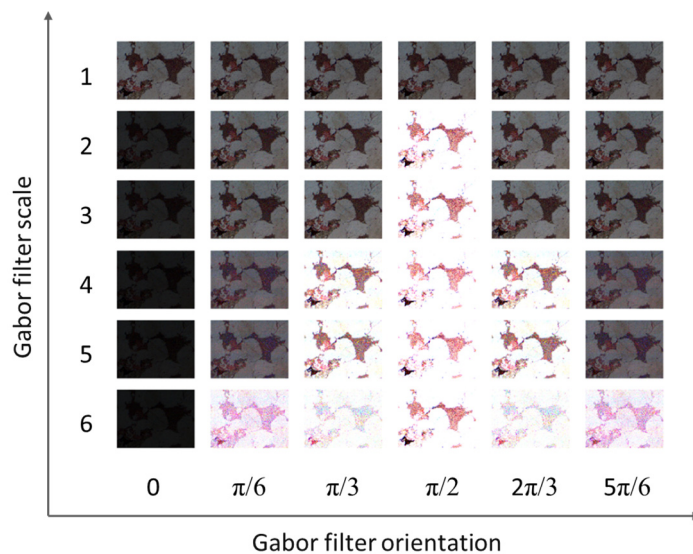 1
2
3
4
5
6
0 π/6 π/3 π/2 2π/3 5π/6
Gabor filter scale
Gabor filter orientation